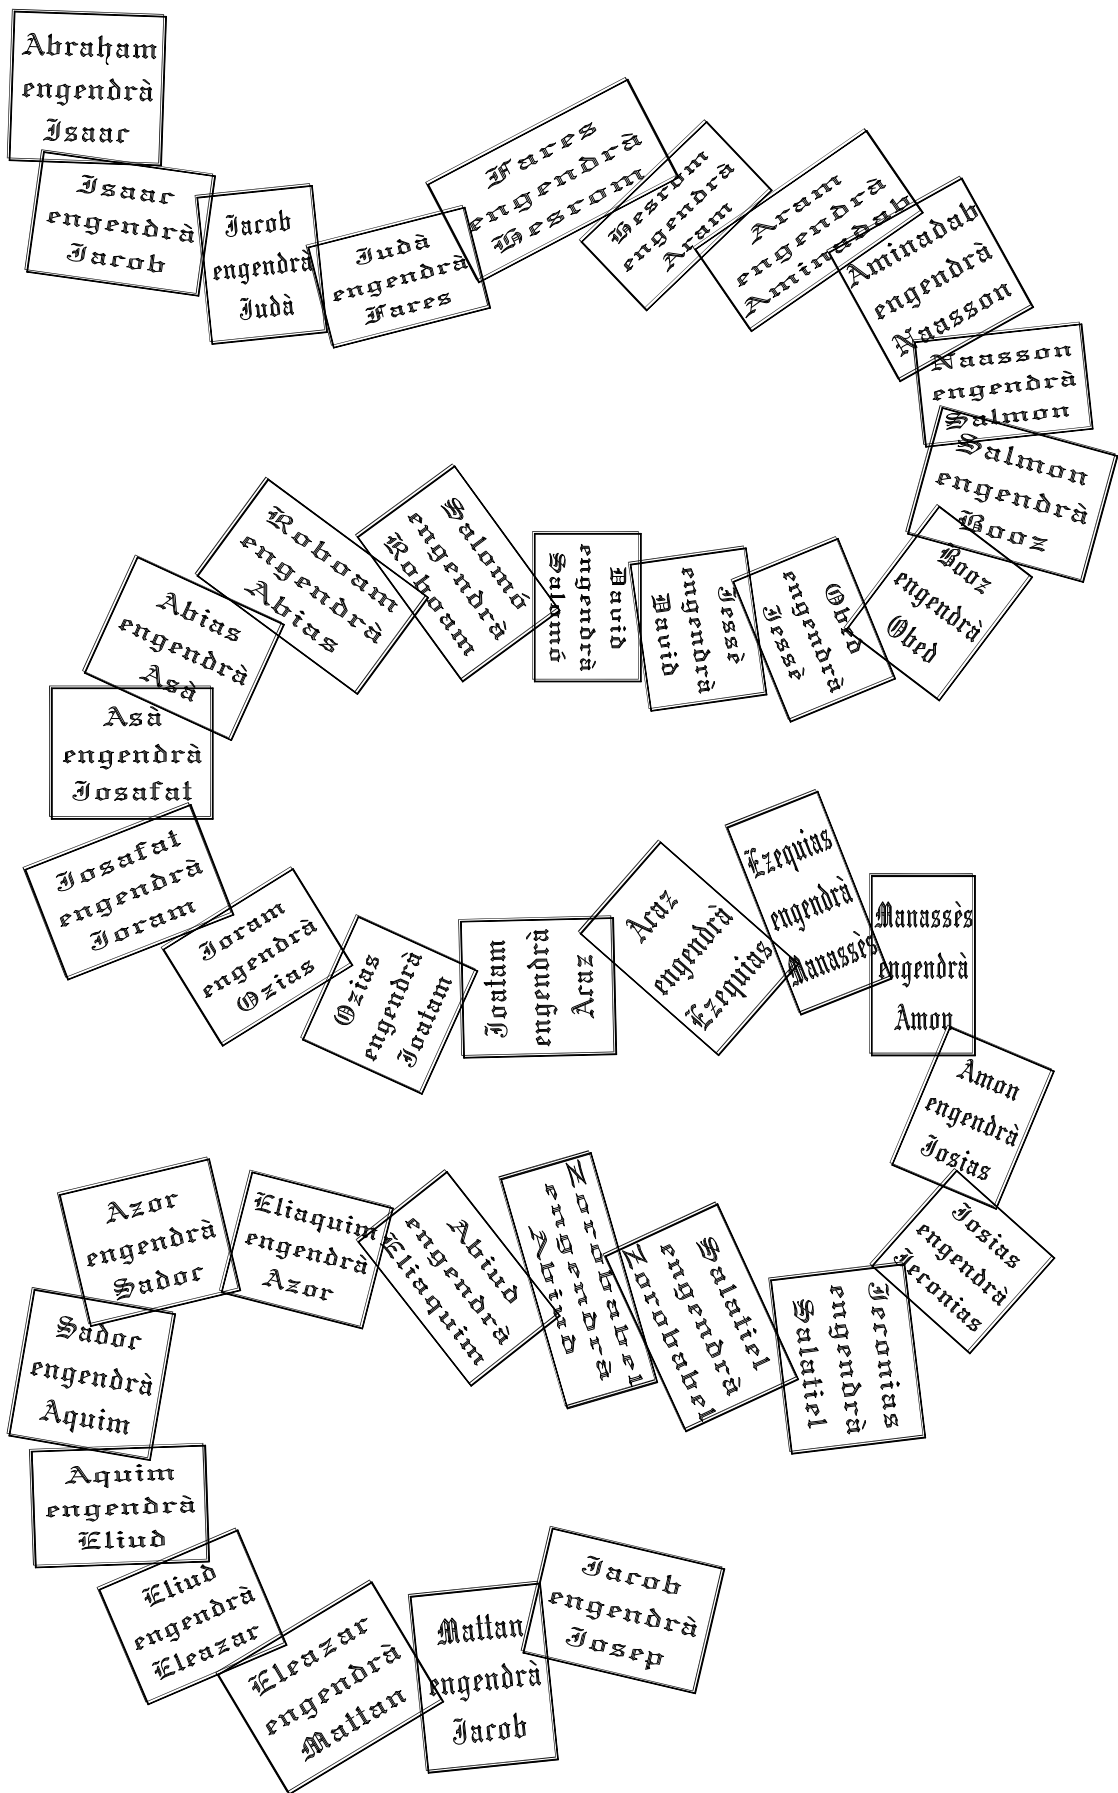 Abraham
engendrà
Isaac
Isaac
engendrà
Jacob
Jacob
engendrà
Judà
Judà
engendrà
Fares
Fares
engendrà
Hesrom
Hesrom
engendrà
Aram
Aram
engendrà
Aminadab
Aminadab
engendrà
Naasson
Naasson
engendrà
Salmon
Salmon
engendrà
Booz
Booz
engendrà
Obed
Obed
engendrà
Jessè
Jessè
engendrà
David
David
engendrà
Salomó
Salomó
engendrà
Roboam
Roboam
engendrà
Abias
Abias
engendrà
Asà
Asà
engendrà
Josafat
Josafat
engendrà
Joram
Joram
engendrà
Ozias
Ozias
engendrà
Joatam
Joatam
engendrà
Acaz
Acaz
engendrà
Ezequias
Ezequias
engendrà
Manassès
Manassès
engendrà
Amon
Amon
engendrà
Josias
Josias
engendrà
Jeconias
Jeconias
engendrà
Salatiel
Salatiel
engendrà
Zorobabel
Zorobabel
engendrà
Abiud
Abiud
engendrà
Eliaquim
Eliaquim
engendrà
Azor
Azor
engendrà
Sadoc
Sadoc
engendrà
Aquim
Aquim
engendrà
Eliud
Eliud
engendrà
Eleazar
Eleazar
engendrà
Mattan
Mattan
engendrà
Jacob
Jacob
engendrà
Josep